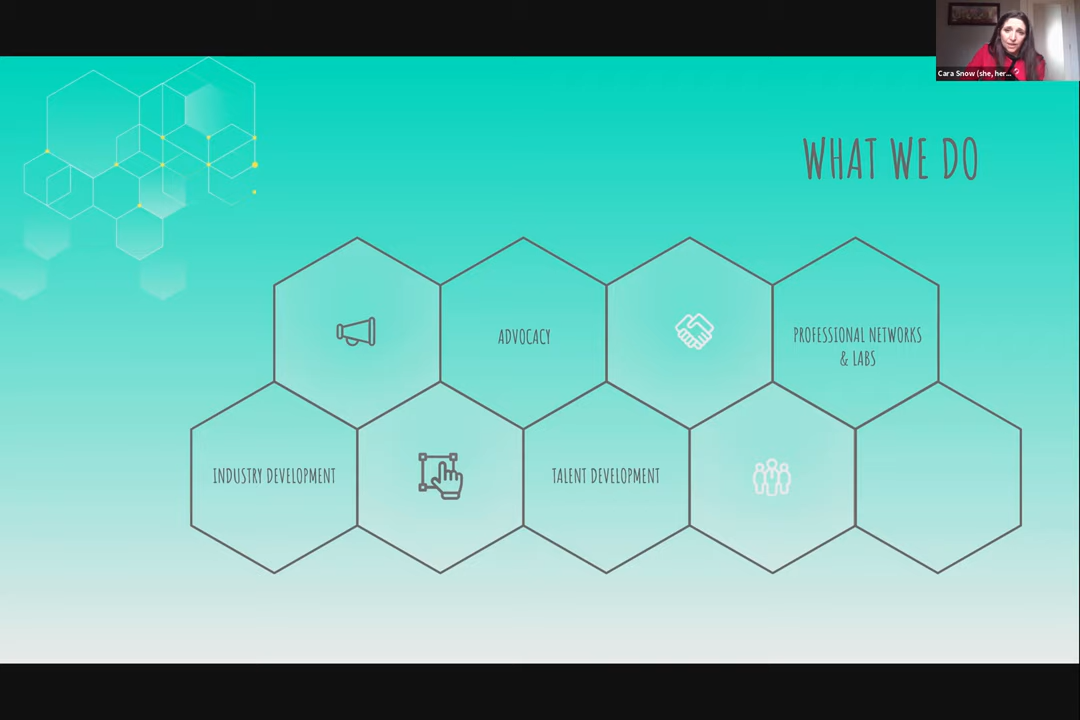 Cara Snow (she, her...
WHAT WE DO
ADVOCACY
PROFESSIONAL NETWORKS
& LABS
INDUSTRY DEVELOPMENT
TALENT DEVELOPMENT